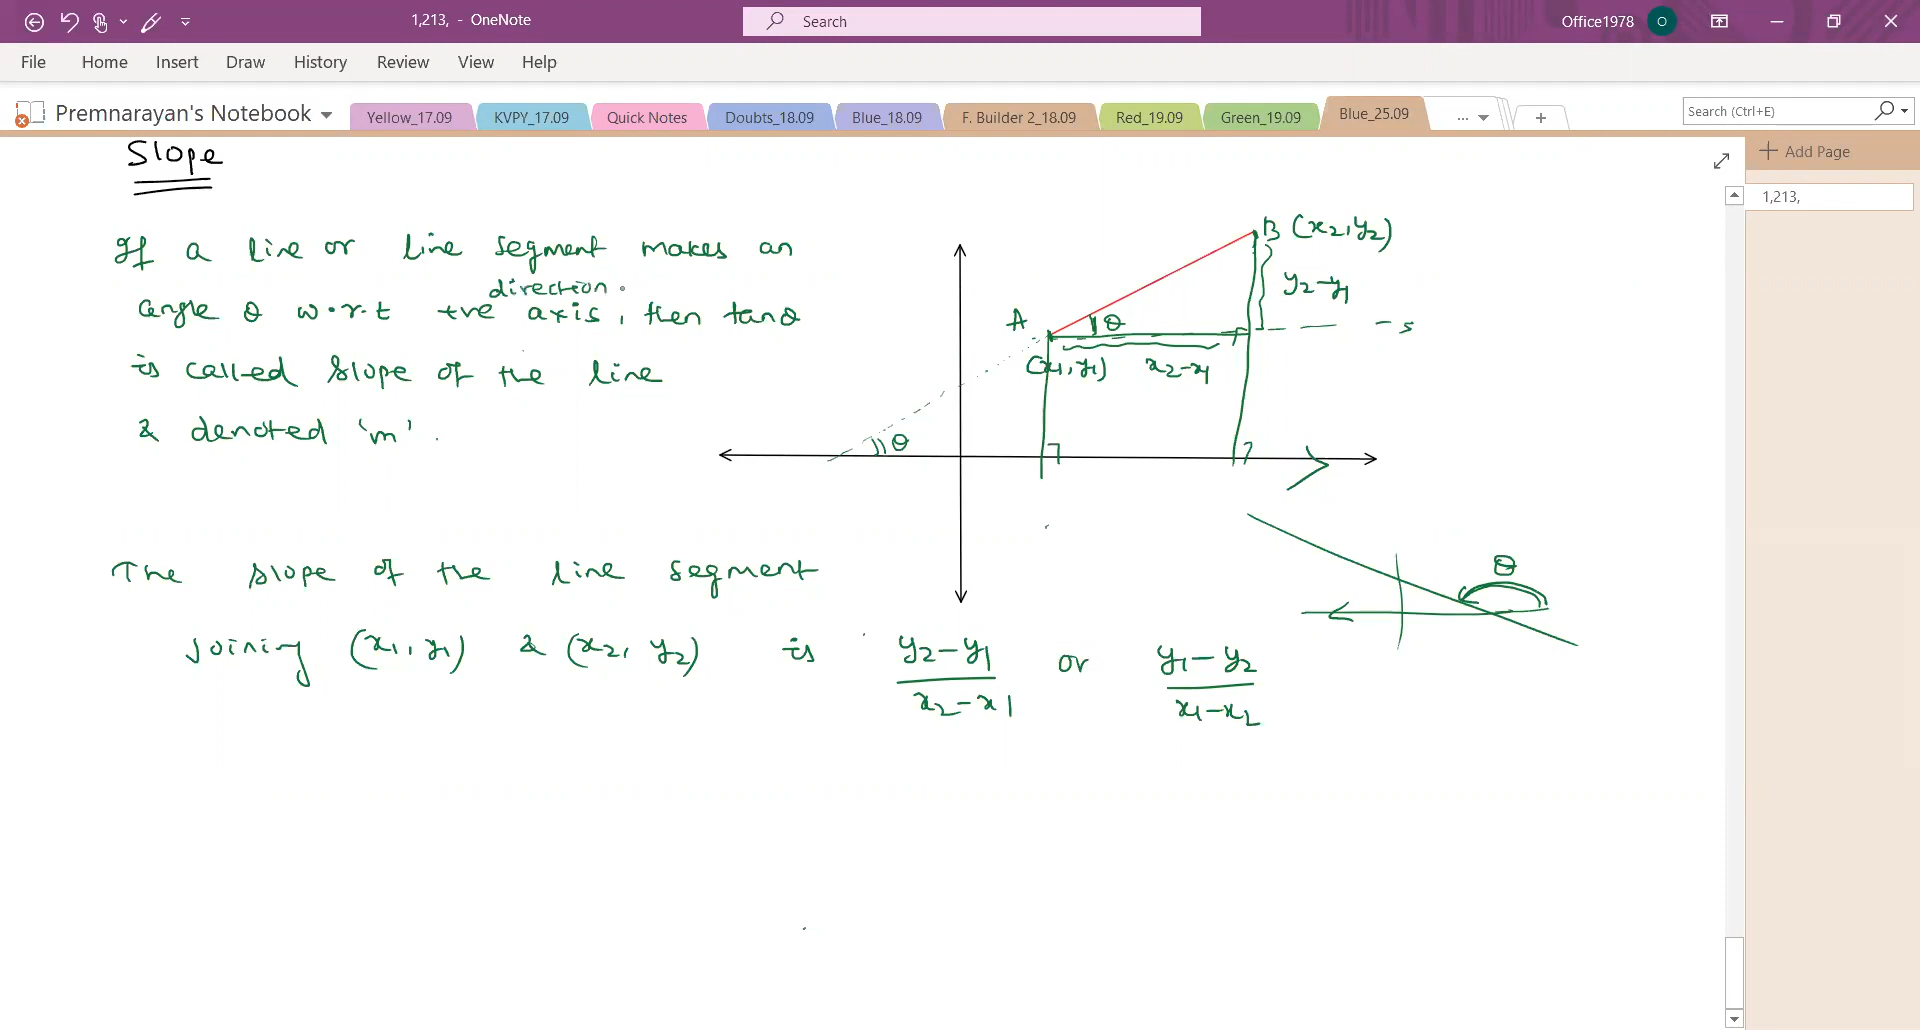 1,213, - OneNote
Search
Office1978
O
File Home Insert Draw History Review View Help
Premnarayan's Notebook
Yellow_17.09 KVPY_17.09 Quick Notes Doubts_18.09 Blue_18.09 F. Builder 2_18.09 Red_19.09 Green_19.09 Blue_25.09 ...
Search (Ctrl+E)
Add Page
1,213,
Slope
If a line or line segment makes an
direction
angle θ w.r.t +ve axis, then tanθ
is called slope of the line
& denoted 'm'.
B (x2, y2)
y2-y1
A
θ
(x1, y1)
x2-x1
θ
θ
The slope of the line segment
joining (x1, y1) & (x2, y2) is y2-y1 / x2-x1 or y1-y2 / x1-x2